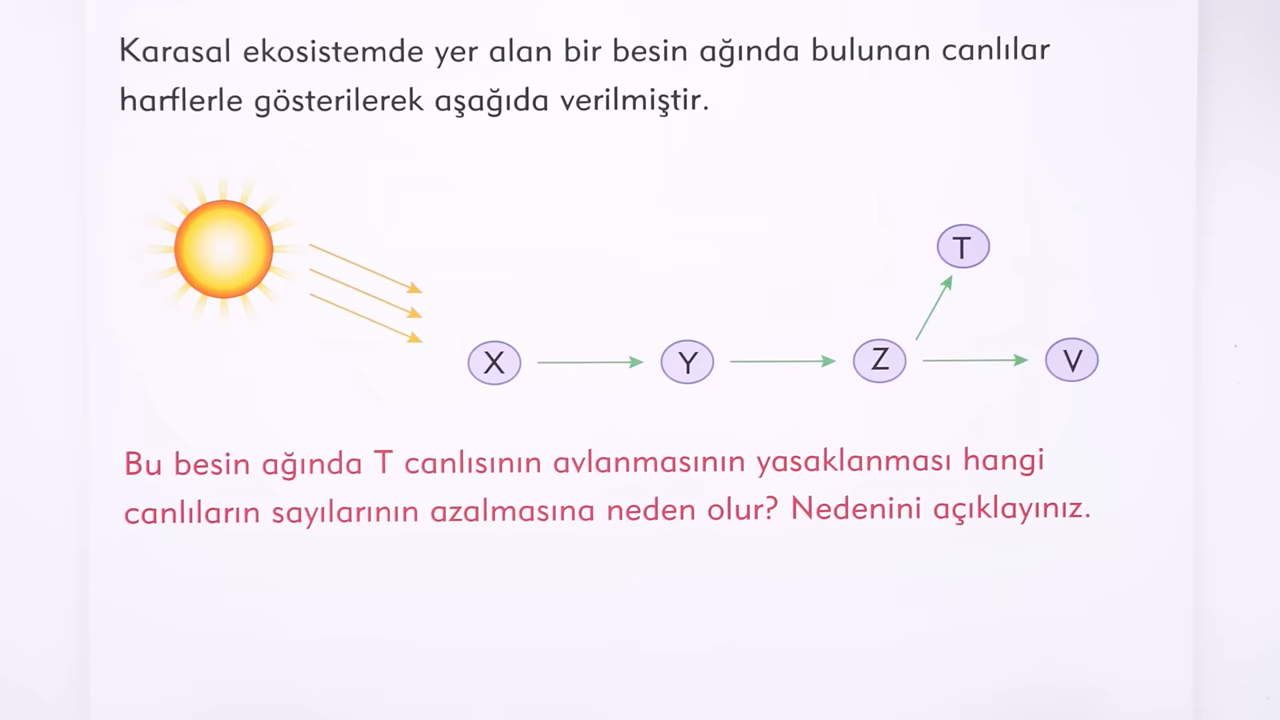 Karasal ekosistemde yer alan bir besin ağında bulunan canlılar
harflerle gösterilerek aşağıda verilmiştir.
T
X
Y
Z
V
Bu besin ağında T canlısının avlanmasının yasaklanması hangi
canlıların sayılarının azalmasına neden olur? Nedenini açıklayınız.